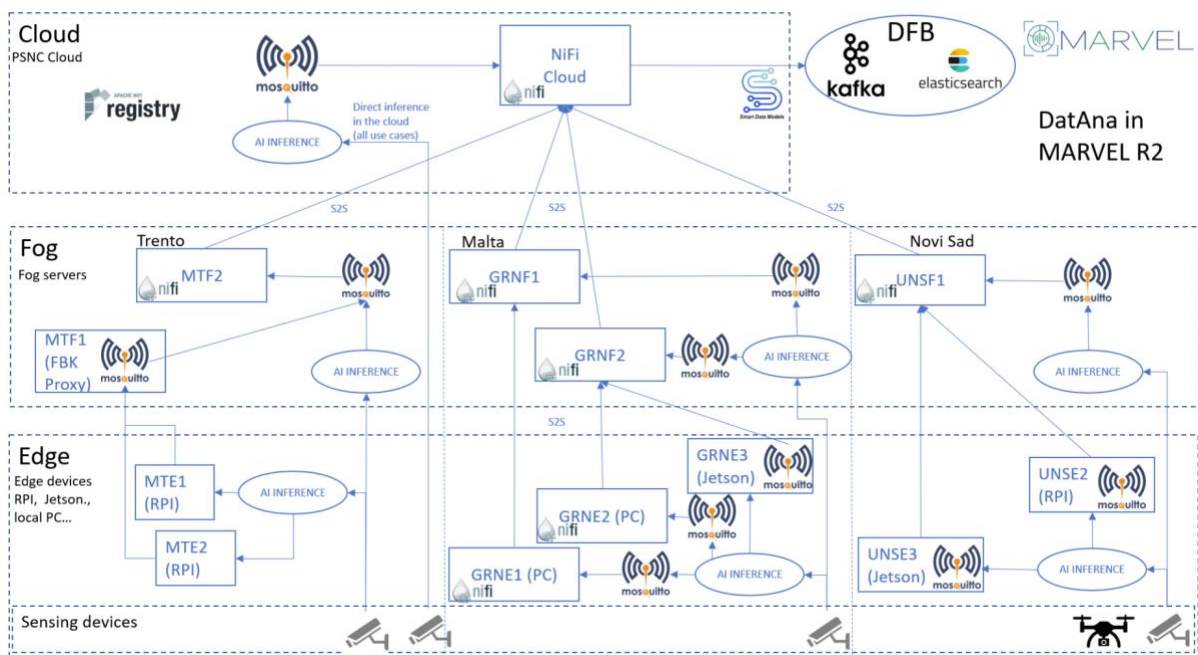 Cloud
PSNC Cloud
APACHE NIFI
registry
mosquitto
AI INFERENCE
Direct inference
in the cloud
(all use cases)
NiFi
Cloud
nifi
Smart Data Models
DFB
kafka
elasticsearch
MARVEL
DatAna in
MARVEL R2
S2S
S2S
S2S
Fog
Fog servers
Trento
MTF2
nifi
mosquitto
MTF1
(FBK
Proxy)
mosquitto
AI INFERENCE
Malta
GRNF1
nifi
mosquitto
GRNF2
nifi
mosquitto
AI INFERENCE
Novi Sad
UNSF1
nifi
mosquitto
AI INFERENCE
S2S
Edge
Edge devices
RPI, Jetson.,
local PC...
MTE1
(RPI)
AI INFERENCE
MTE2
(RPI)
GRNE3
(Jetson)
mosquitto
GRNE2 (PC)
nifi
mosquitto
GRNE1 (PC)
nifi
mosquitto
AI INFERENCE
UNSE2
(RPI)
mosquitto
UNSE3
(Jetson)
mosquitto
AI INFERENCE
Sensing devices